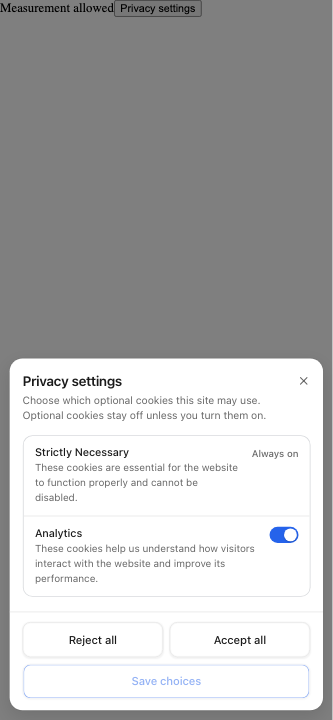 Measurement allowed Privacy settings
Privacy settings
Choose which optional cookies this site may use.
Optional cookies stay off unless you turn them on.
Strictly Necessary
Always on
These cookies are essential for the website
to function properly and cannot be
disabled.
Analytics
These cookies help us understand how visitors
interact with the website and improve its
performance.
Reject all
Accept all
Save choices